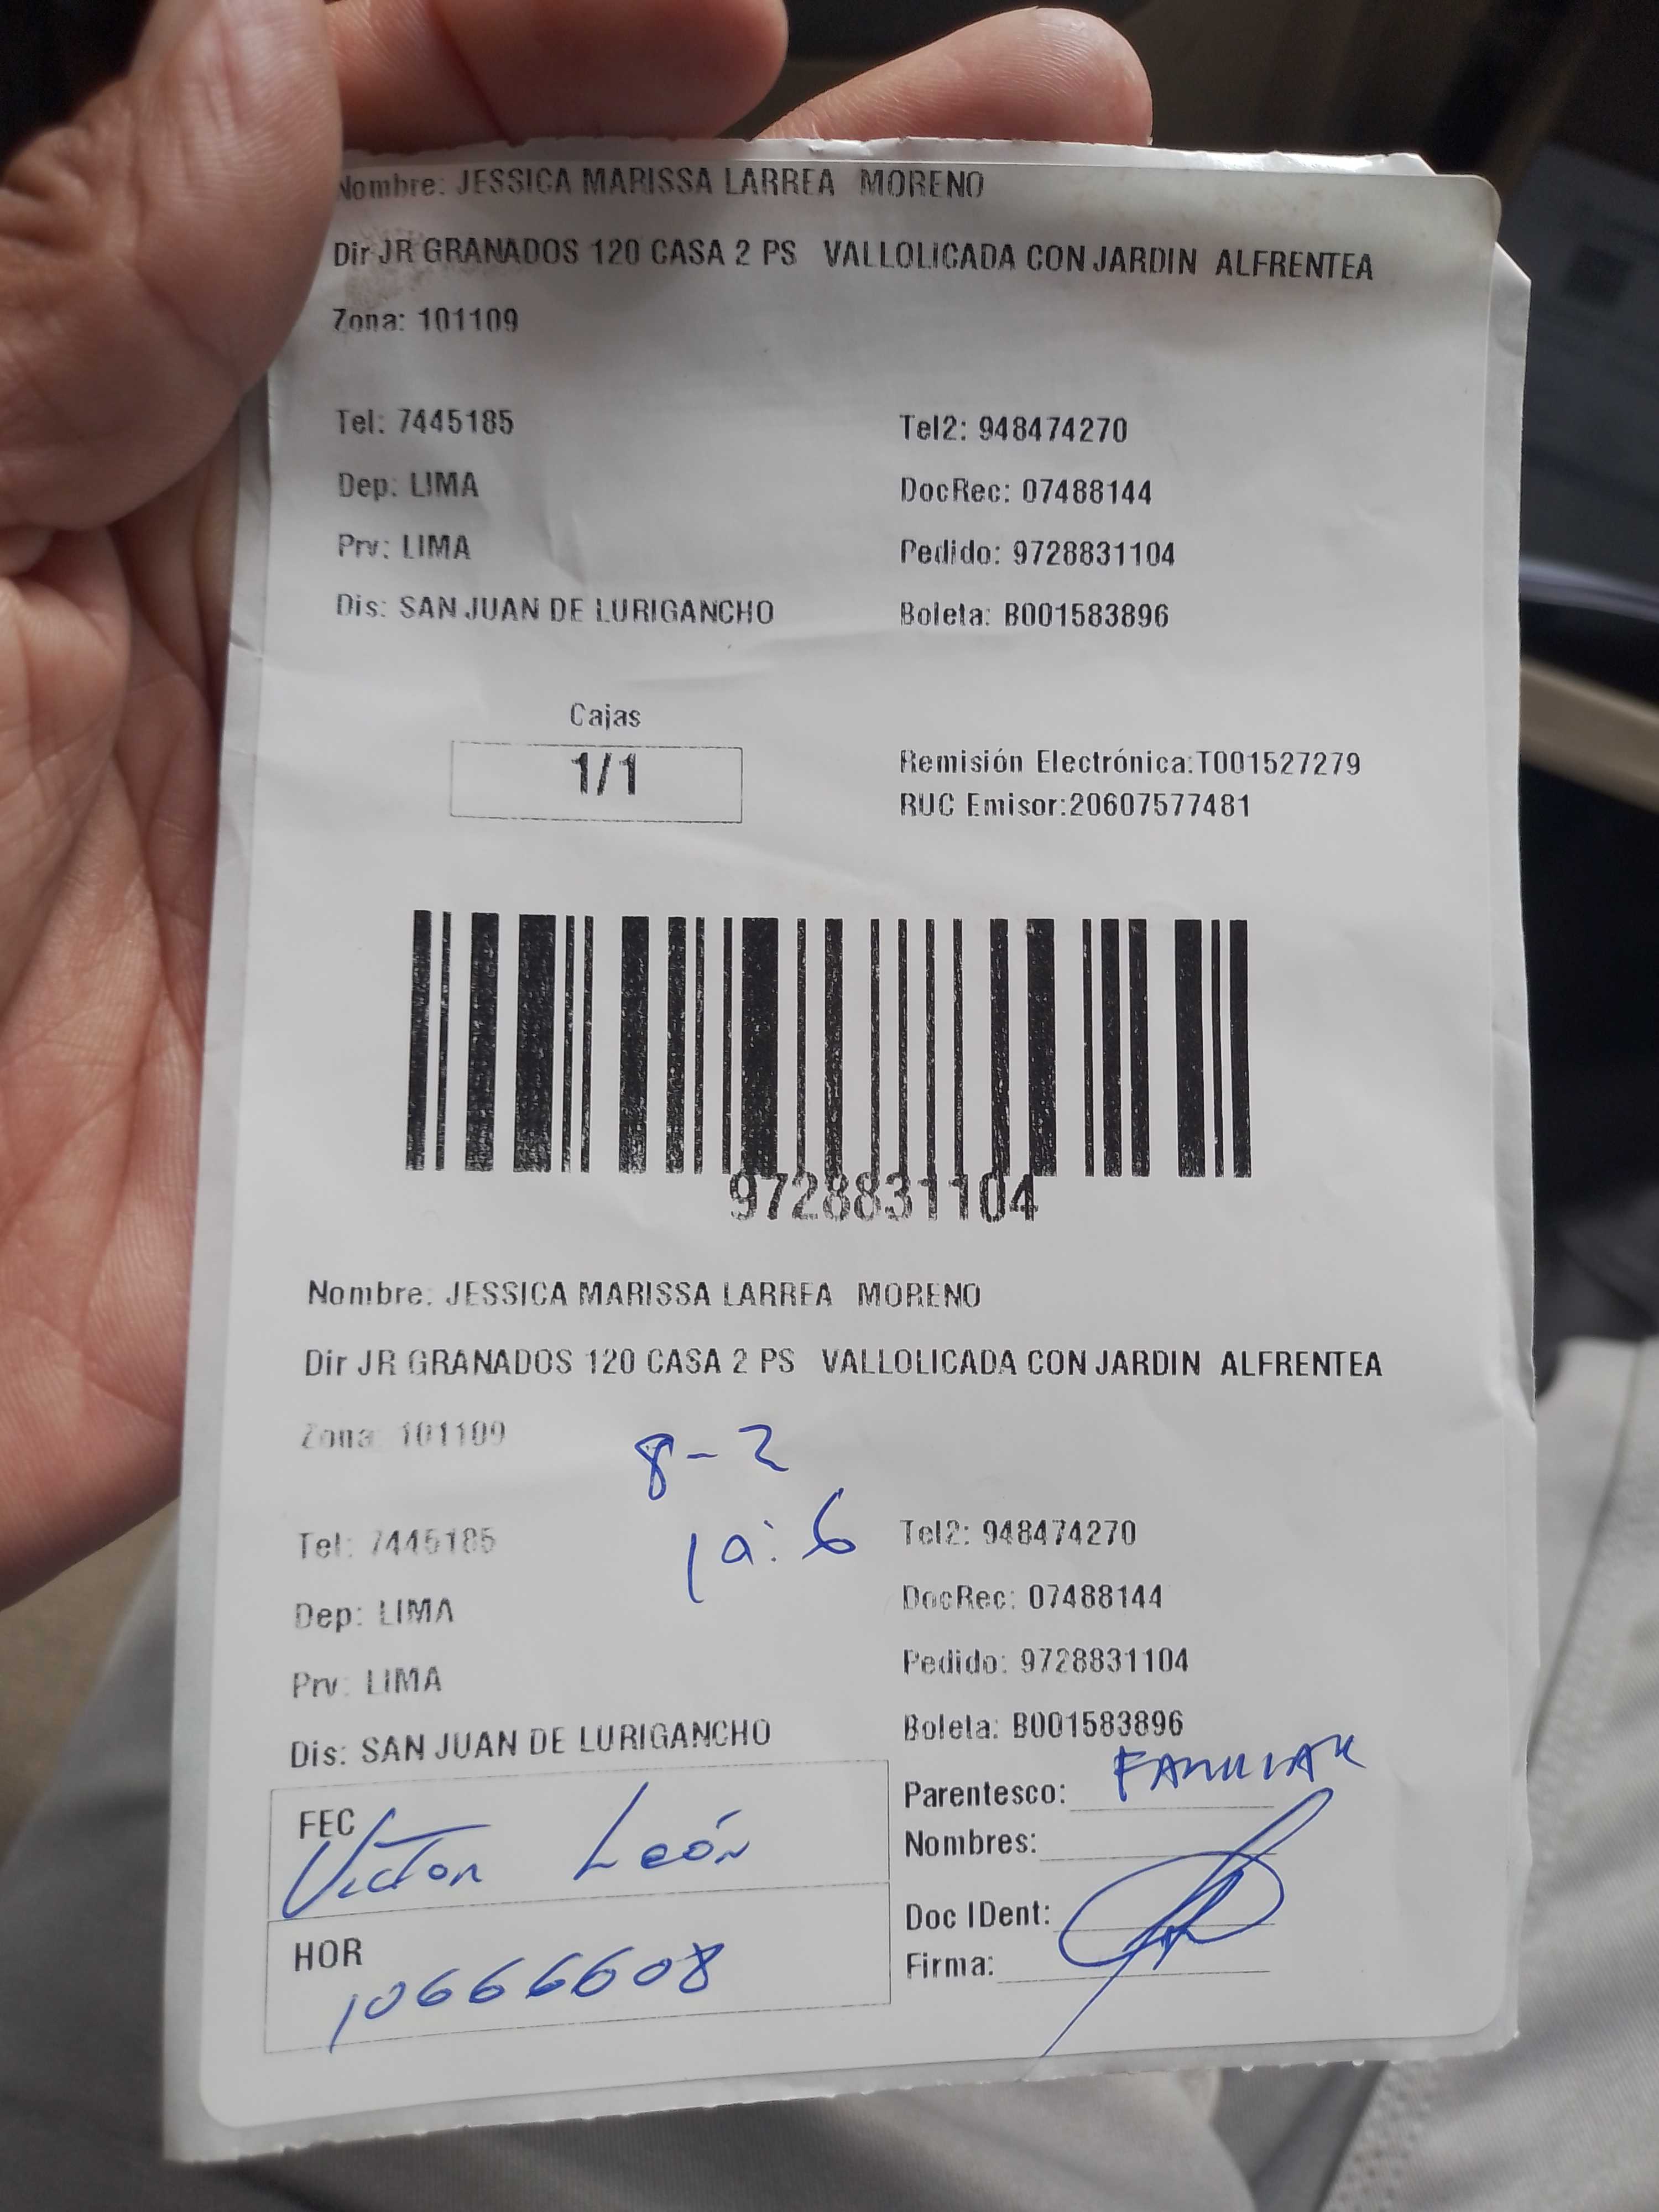 Nombre: JESSICA MARISSA LARREA MORENO
Dir JR GRANADOS 120 CASA 2 PS VALLOLICADA CON JARDIN ALFRENTEA
Zona: 101109
Tel: 7445185 Tel2: 948474270
Dep: LIMA DocRec: 07488144
Prv: LIMA Pedido: 9728831104
Dis: SAN JUAN DE LURIGANCHO Boleta: B001583896
Cajas
1/1
Remisión Electrónica:T001527279
RUC Emisor:20607577481
9728831104
Nombre: JESSICA MARISSA LARREA MORENO
Dir JR GRANADOS 120 CASA 2 PS VALLOLICADA CON JARDIN ALFRENTEA
Zona: 101109
8-2
Tel: 7445185 Tel2: 948474270
Dep: LIMA DocRec: 07488144
Prv: LIMA Pedido: 9728831104
Dis: SAN JUAN DE LURIGANCHO Boleta: B001583896
Parentesco: FAMILIAR
FEC Victor León
Nombres:
Doc IDent:
HOR 10666608
Firma: